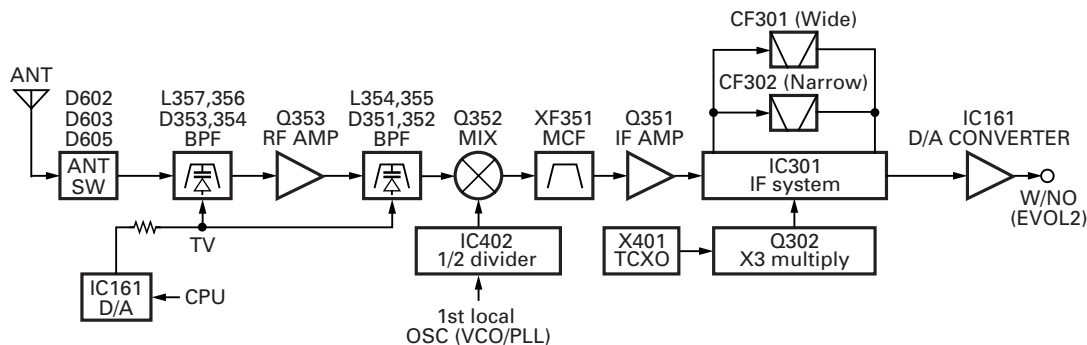 ANT
D602
D603
D605
ANT
SW
L357,356
D353,354
BPF
Q353
RF AMP
L354,355
D351,352
BPF
Q352
MIX
XF351
MCF
Q351
IF AMP
CF301 (Wide)
CF302 (Narrow)
IC301
IF system
IC161
D/A CONVERTER
W/NO
(EVOL2)
TV
IC161
D/A
CPU
IC402
1/2 divider
1st local
OSC (VCO/PLL)
X401
TCXO
Q302
X3 multiply